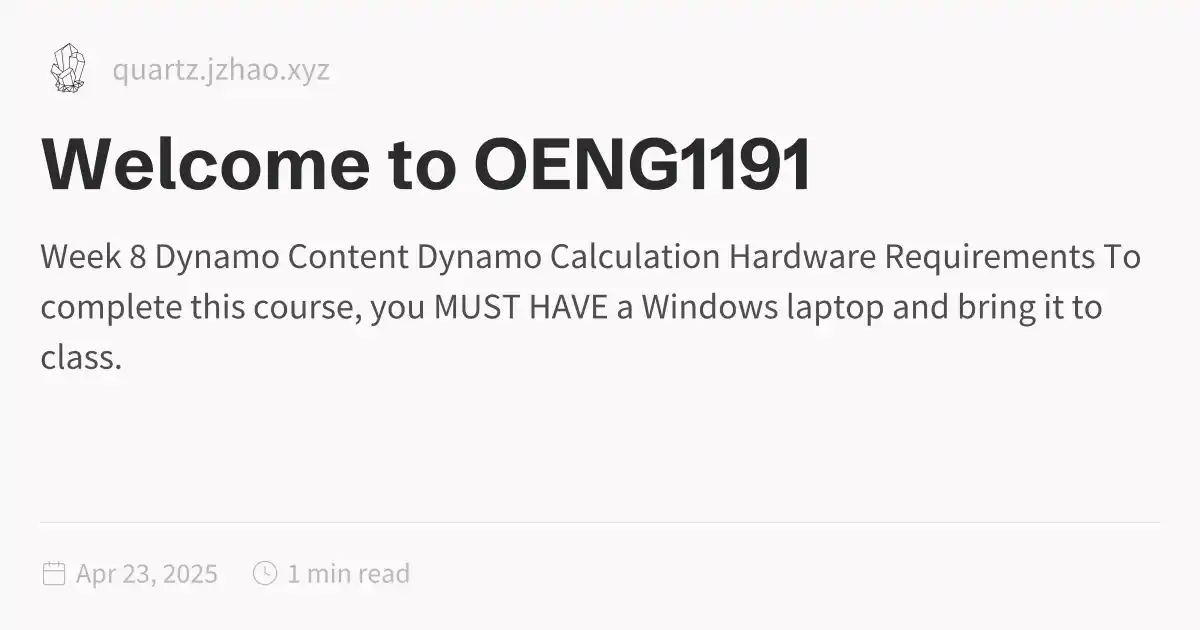 quartz.jzhao.xyz
Welcome to OENG1191
Week 8 Dynamo Content Dynamo Calculation Hardware Requirements To
complete this course, you MUST HAVE a Windows laptop and bring it to
class.
Apr 23, 2025 1 min read